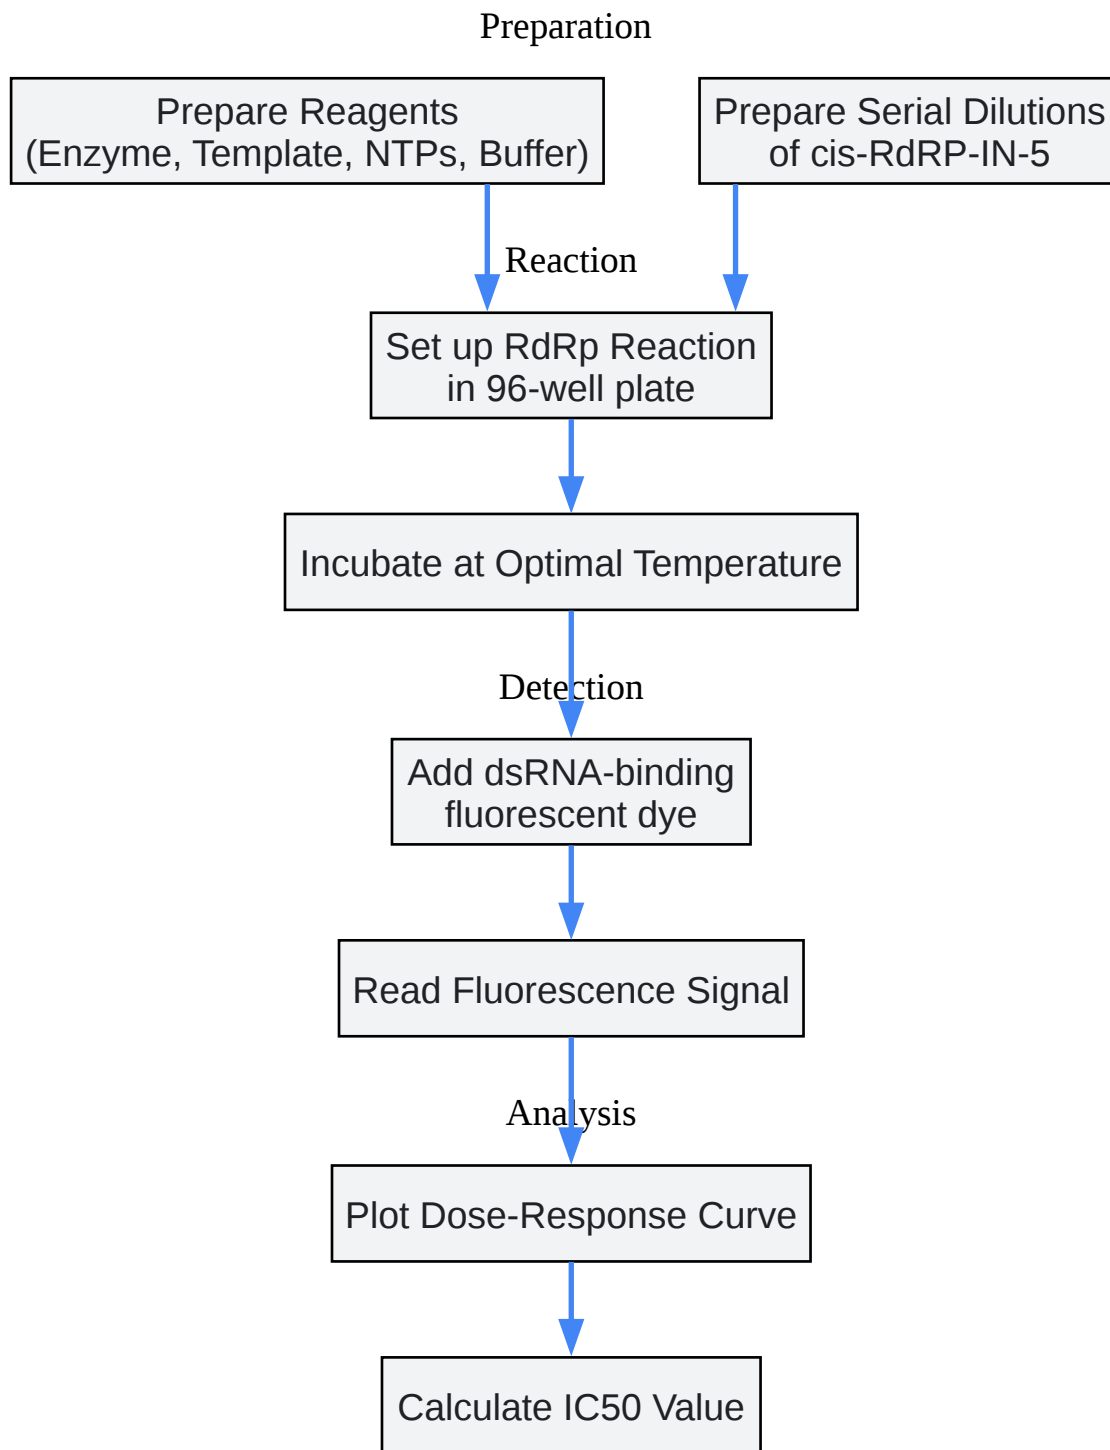 Preparation
Prepare Reagents
(Enzyme, Template, NTPs, Buffer)
Prepare Serial Dilutions
of cis-RdRP-IN-5
Reaction
Set up RdRp Reaction
in 96-well plate
Incubate at Optimal Temperature
Detection
Add dsRNA-binding
fluorescent dye
Read Fluorescence Signal
Analysis
Plot Dose-Response Curve
Calculate IC50 Value